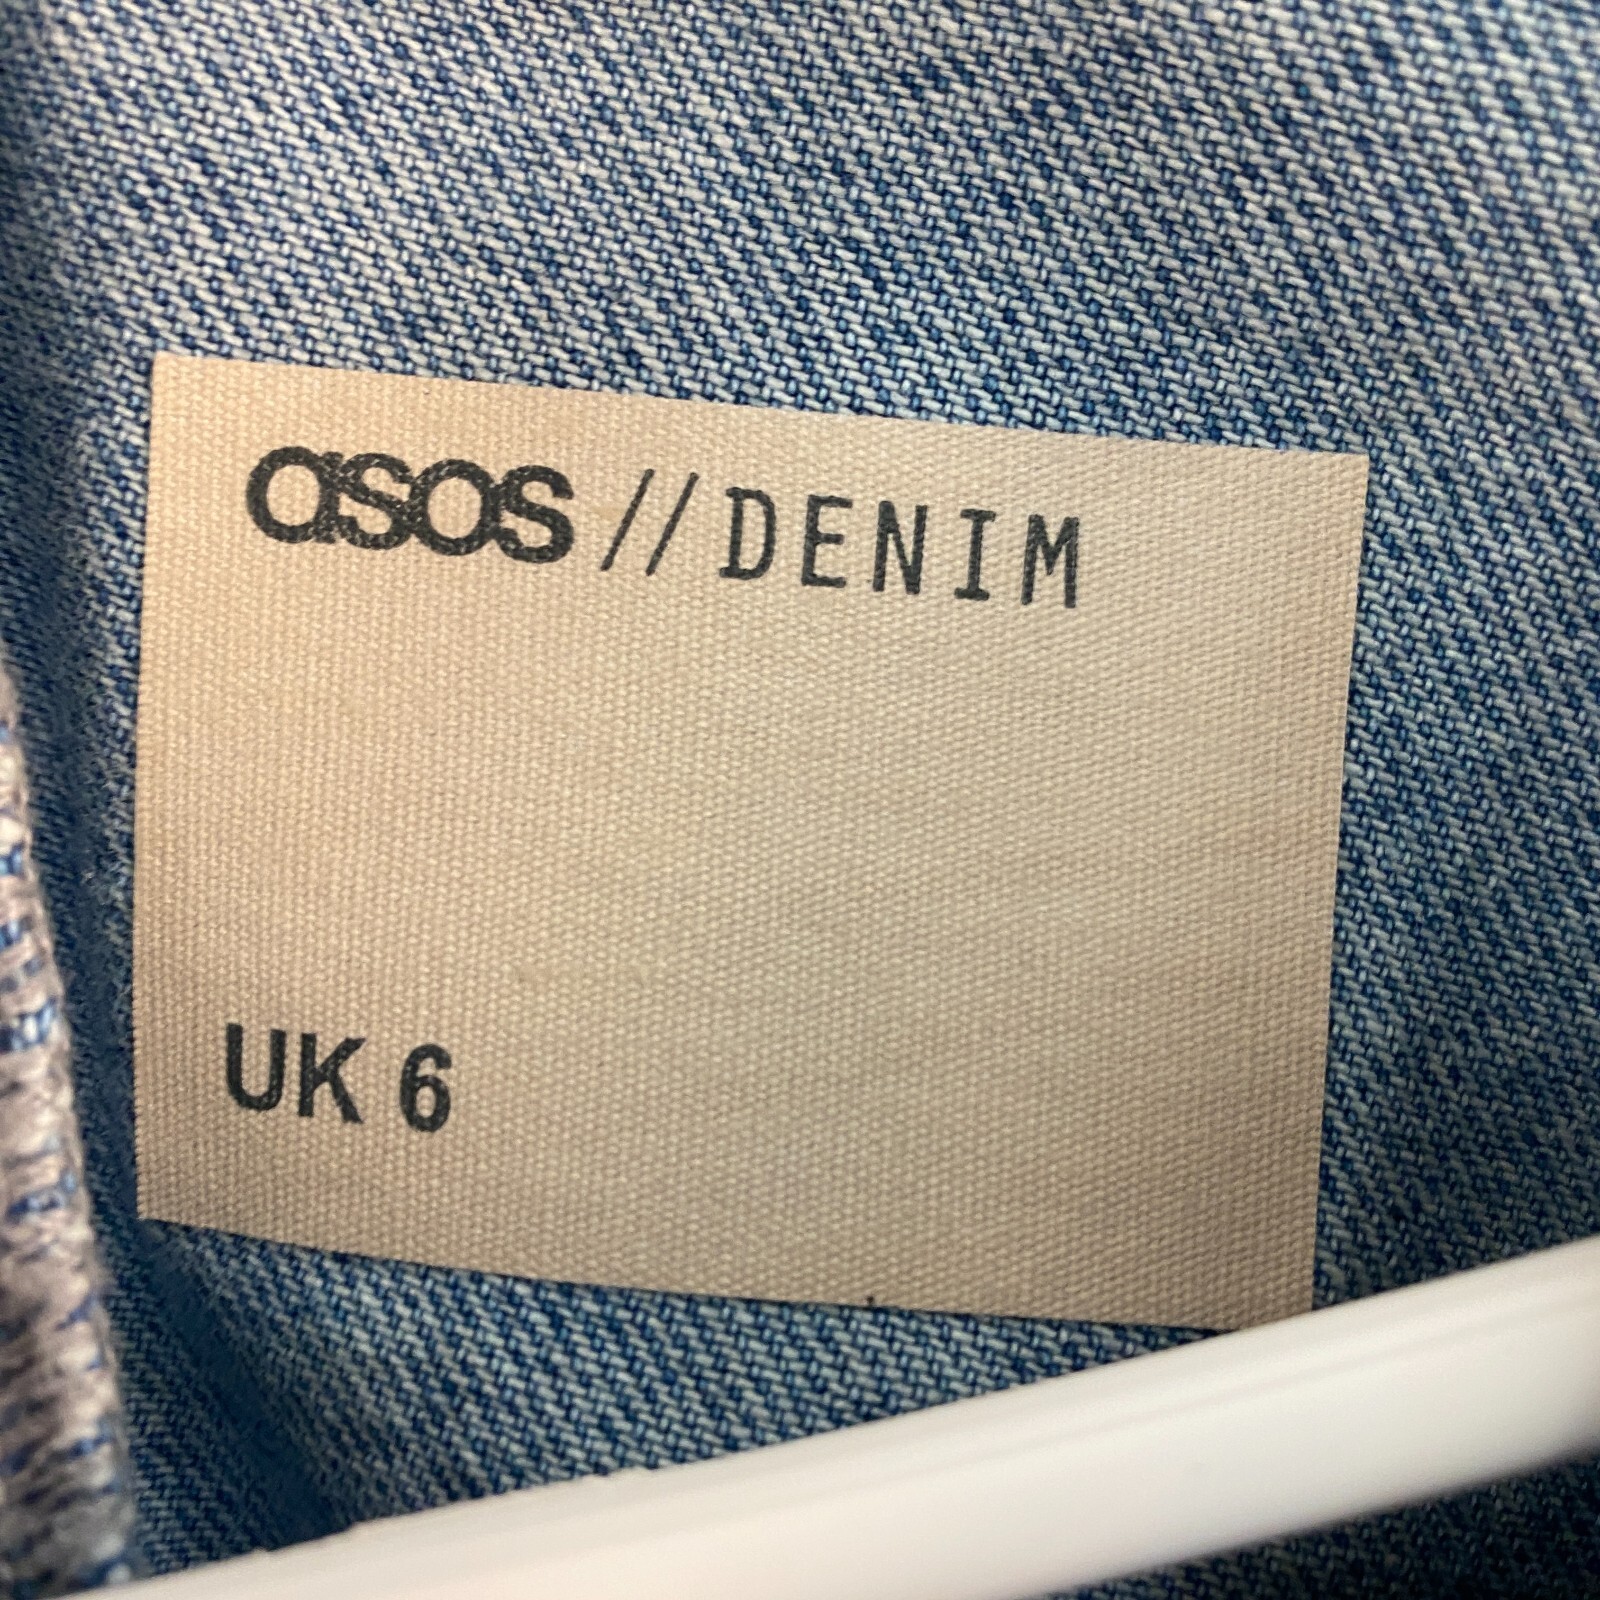 asos // DENIM
UK 6